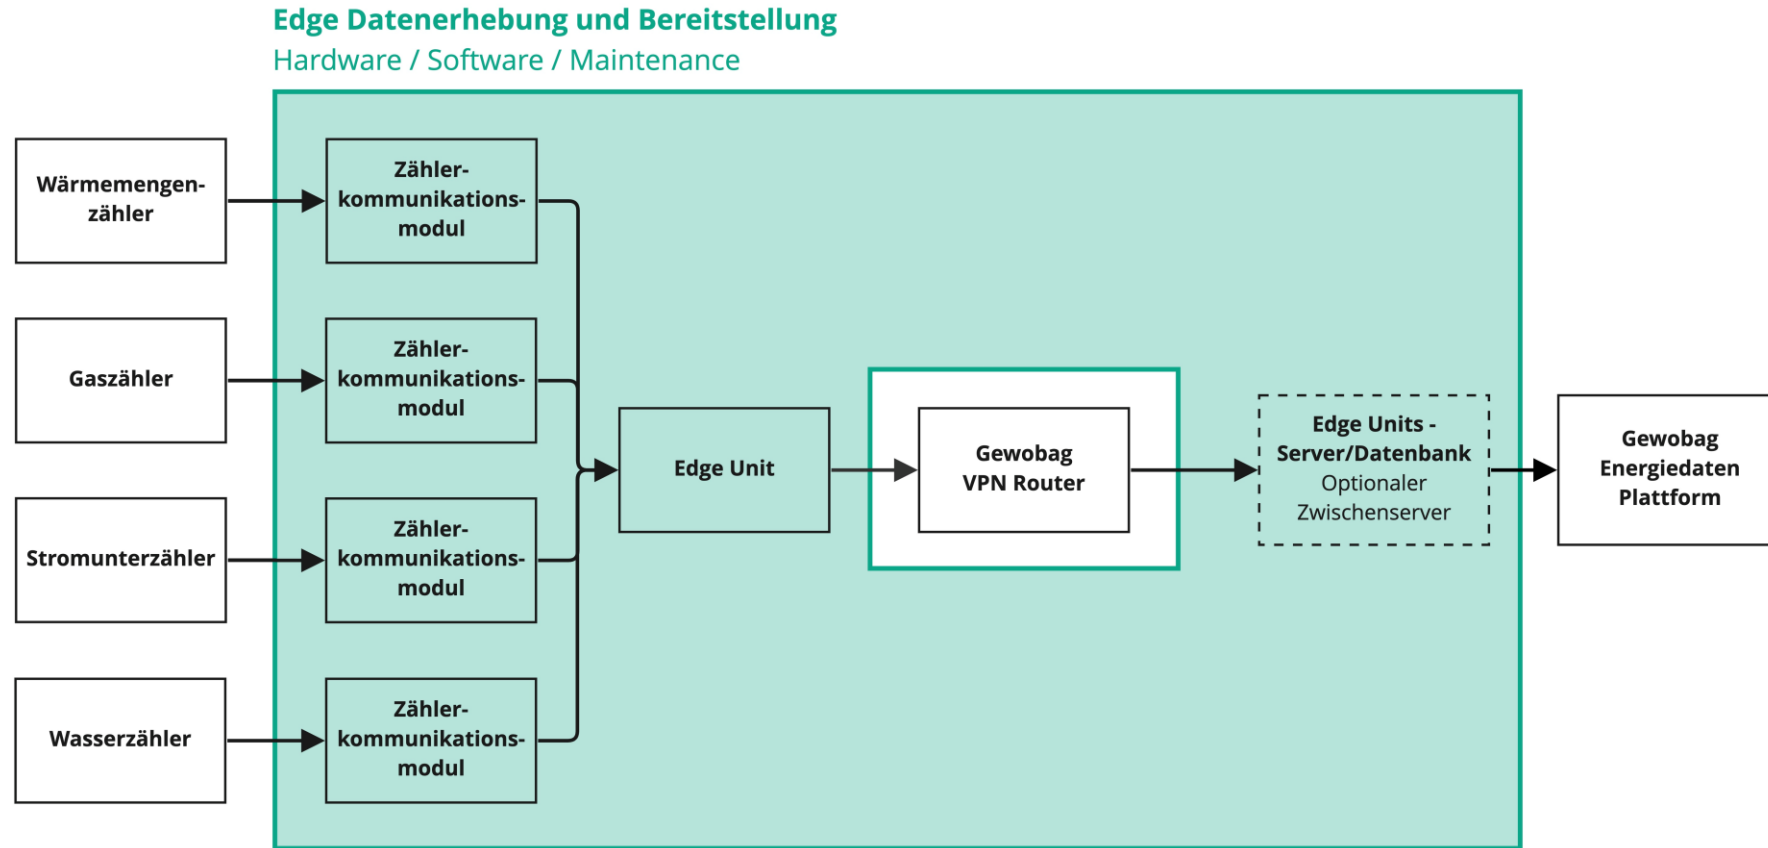 Edge Datenerhebung und Bereitstellung
Hardware / Software / Maintenance
Wärmemengen-
zähler
Zähler-
kommunikations-
modul
Gaszähler
Zähler-
kommunikations-
modul
Stromunterzähler
Zähler-
kommunikations-
modul
Wasserzähler
Zähler-
kommunikations-
modul
Edge Unit
Gewobag
VPN Router
Edge Units -
Server/Datenbank
Optionaler
Zwischenserver
Gewobag
Energiedaten
Plattform